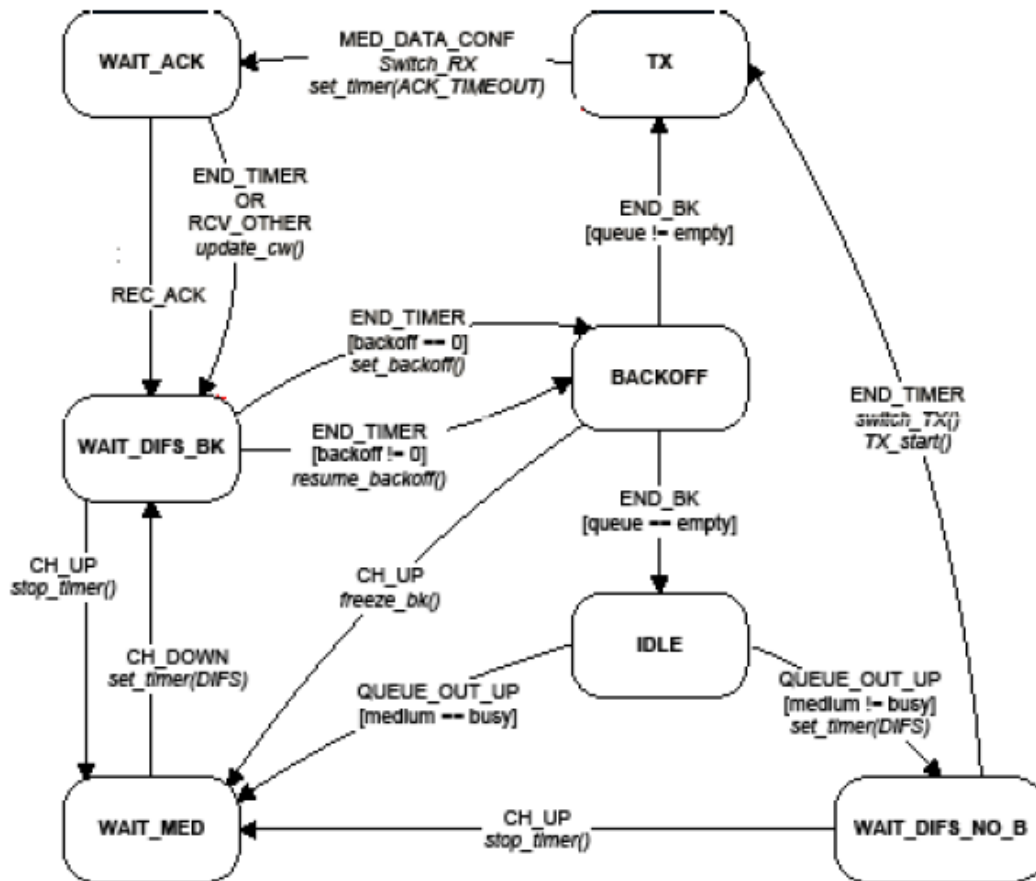 WAIT_ACK
MED_DATA_CONF
Switch_RX
set_timer(ACK_TIMEOUT)
TX
END_TIMER
OR
RCV_OTHER
update_cw()
END_BK
[queue != empty]
REC_ACK
END_TIMER
[backoff == 0]
set_backoff()
BACKOFF
END_TIMER
switch_TX()
TX_start()
WAIT_DIFS_BK
END_TIMER
[backoff != 0]
resume_backoff()
END_BK
[queue == empty]
CH_UP
stop_timer()
CH_UP
freeze_bk()
IDLE
CH_DOWN
set_timer(DIFS)
QUEUE_OUT_UP
[medium == busy]
QUEUE_OUT_UP
[medium != busy]
set_timer(DIFS)
WAIT_MED
CH_UP
stop_timer()
WAIT_DIFS_NO_B